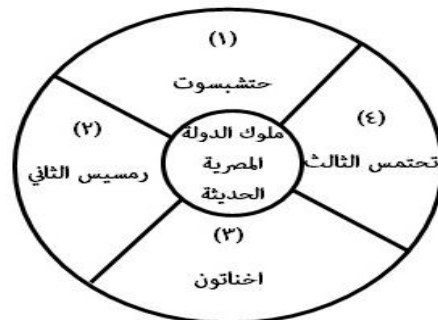 (١)
حتشبسوت
(٢)
رمسيس الثاني
ملوك الدولة
المصرية
الحديثة
(٤)
تحتمس الثالث
(٣)
اخناتون